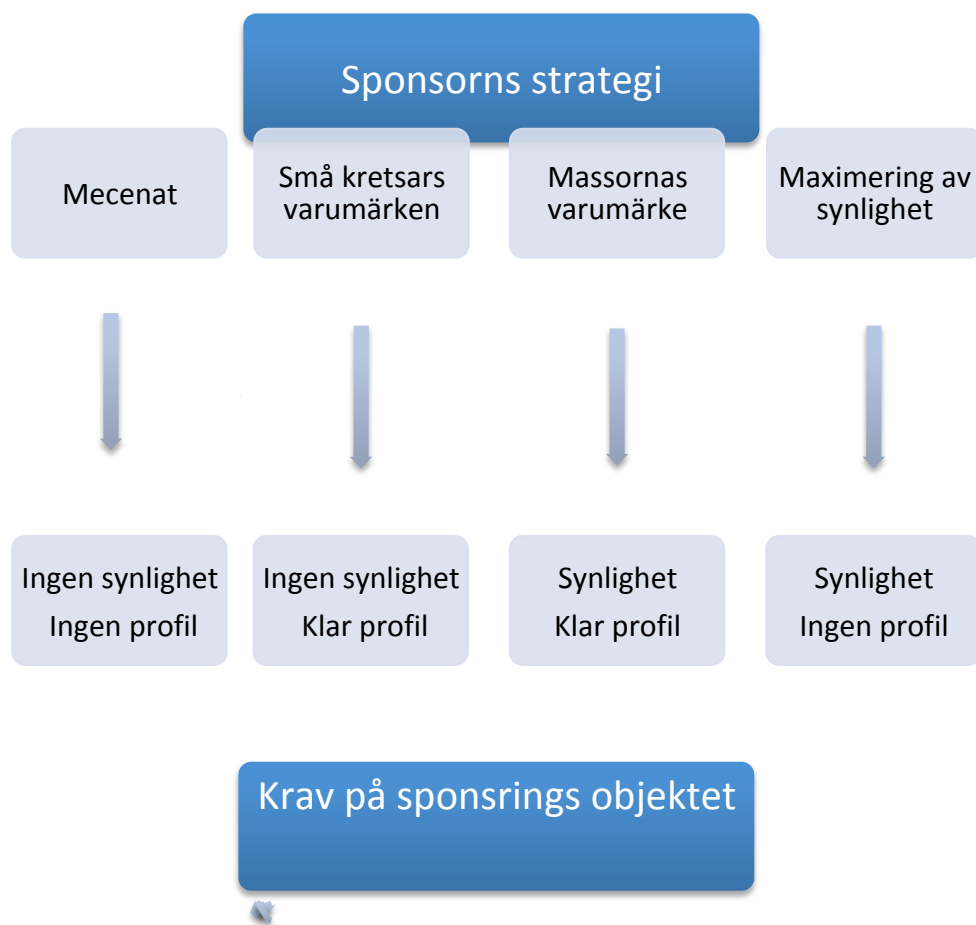 Sponsorns strategi
Mecenat
Små kretsars
varumärken
Massornas
varumärke
Maximering av
synlighet
Ingen synlighet
Ingen profil
Ingen synlighet
Klar profil
Synlighet
Klar profil
Synlighet
Ingen profil
Krav på sponsrings objektet